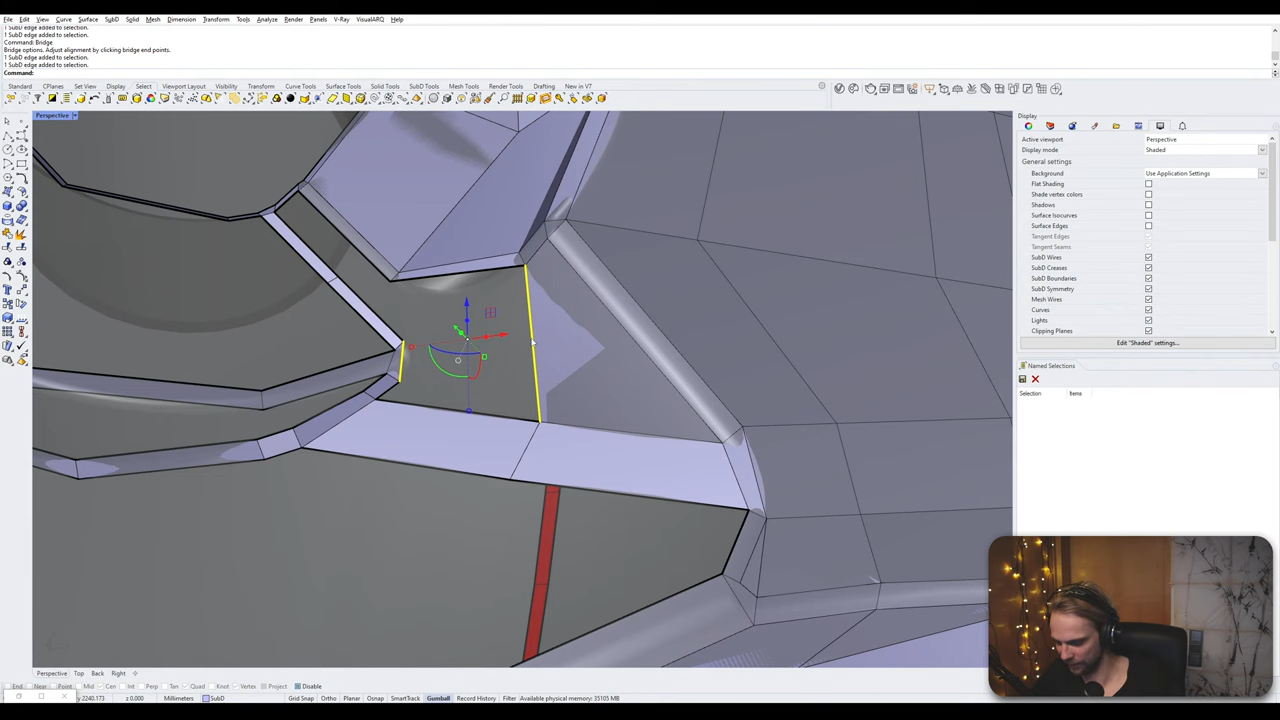 File Edit View Curve Surface SubD Solid Mesh Dimension Transform Tools Analyze Render Panels V-Ray VisualARQ Help
1 SubD edge added to selection.
1 SubD edge added to selection.
Command: Bridge
Bridge options. Adjust alignment by clicking bridge end points.
1 SubD edge added to selection.
1 SubD edge added to selection.
Command:
Standard CPlanes Set View Display Select Viewport Layout Visibility Transform Curve Tools Surface Tools Solid Tools SubD Tools Mesh Tools Render Tools Drafting New in V7
Perspective
Display
Active viewport Perspective
Display mode Shaded
General settings
Background Use Application Settings
Flat Shading
Shade vertex colors
Shadows
Surface Isocurves
Surface Edges
Tangent Edges
Tangent Seams
SubD Wires
SubD Creases
SubD Boundaries
SubD Symmetry
Mesh Wires
Curves
Lights
Clipping Planes
Edit "Shaded" settings...
Named Selections
Selection Items
Perspective Top Back Right
End Near Point Mid Cen Int Perp Tan Quad Knot Vertex Project Disable
y 2240.173 z 0.000 Millimeters SubD Grid Snap Ortho Planar Osnap SmartTrack Gumball Record History Filter Available physical memory: 35105 MB